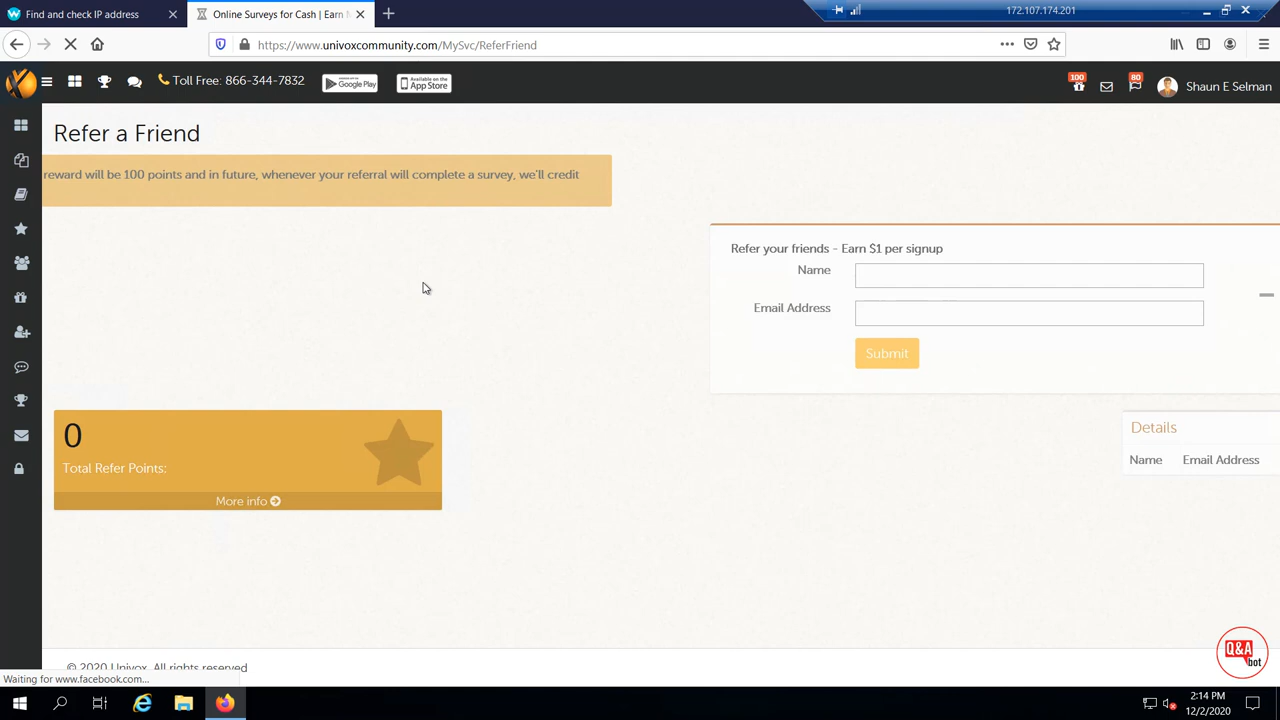 Find and check IP address
Online Surveys for Cash | Earn
172.107.174.201
https://www.univoxcommunity.com/MySvc/ReferFriend
Toll Free: 866-344-7832
Google Play
Available on the
App Store
100
80
Shaun E Selman
Refer a Friend
reward will be 100 points and in future, whenever your referral will complete a survey, we'll credit
Refer your friends - Earn $1 per signup
Name
Email Address
Submit
0
Total Refer Points:
More info
Details
Name Email Address
© 2020 Univox. All rights reserved
Q&A
bot
Waiting for www.facebook.com...
2:14 PM
12/2/2020